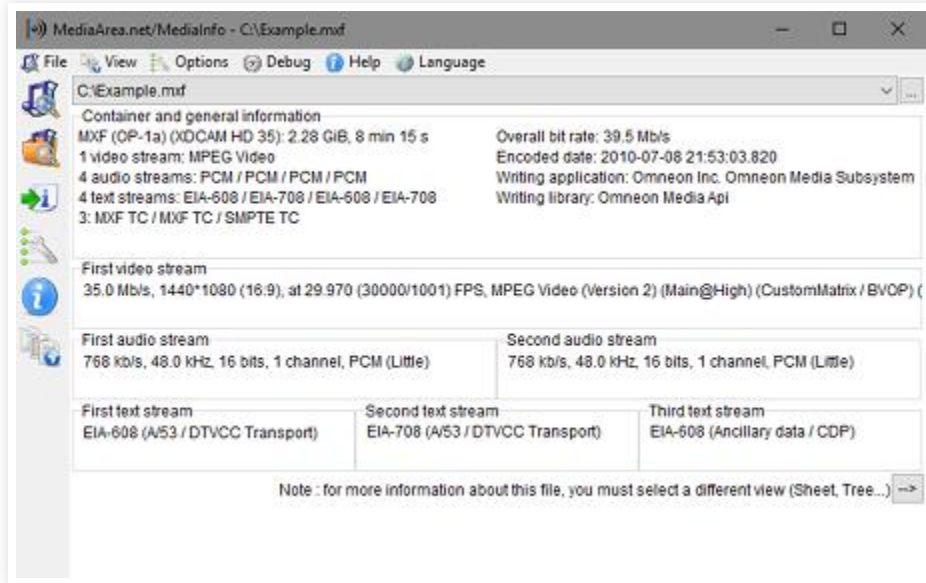 MediaArea.net/MediaInfo - C:\Example.mxf
File View Options Debug Help Language
C:\Example.mxf
...
Container and general information
MXF (OP-1a) (XDCAM HD 35): 2.28 GiB, 8 min 15 s
1 video stream: MPEG Video
4 audio streams: PCM / PCM / PCM / PCM
4 text streams: EIA-608 / EIA-708 / EIA-608 / EIA-708
3: MXF TC / MXF TC / SMPTE TC
Overall bit rate: 39.5 Mb/s
Encoded date: 2010-07-08 21:53:03.820
Writing application: Omneon Inc. Omneon Media Subsystem
Writing library: Omneon Media Api
First video stream
35.0 Mb/s, 1440*1080 (16:9), at 29.970 (30000/1001) FPS, MPEG Video (Version 2) (Main@High) (CustomMatrix / BVOP) (
First audio stream
768 kb/s, 48.0 kHz, 16 bits, 1 channel, PCM (Little)
Second audio stream
768 kb/s, 48.0 kHz, 16 bits, 1 channel, PCM (Little)
First text stream
EIA-608 (A/53 / DTVCC Transport)
Second text stream
EIA-708 (A/53 / DTVCC Transport)
Third text stream
EIA-608 (Ancillary data / CDP)
Note : for more information about this file, you must select a different view (Sheet, Tree...) -->